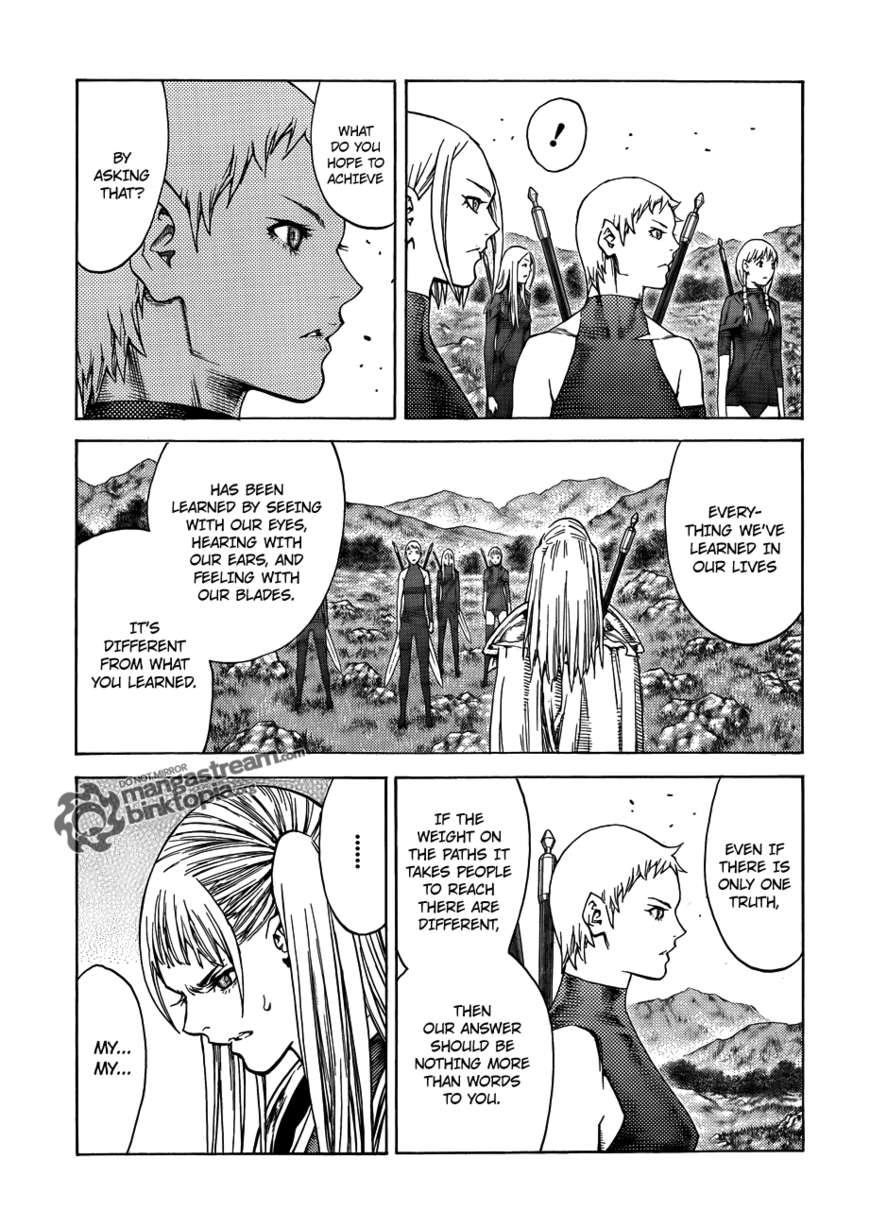 !
WHAT
DO YOU
HOPE TO
ACHIEVE
BY
ASKING
THAT?
EVERY-
THING WE'VE
LEARNED IN
OUR LIVES
HAS BEEN
LEARNED BY SEEING
WITH OUR EYES,
HEARING WITH
OUR EARS, AND
FEELING WITH
OUR BLADES.
IT'S
DIFFERENT
FROM WHAT
YOU LEARNED.
EVEN IF
THERE IS
ONLY ONE
TRUTH,
IF THE
WEIGHT ON
THE PATHS IT
TAKES PEOPLE
TO REACH
THERE ARE
DIFFERENT,
THEN
OUR ANSWER
SHOULD BE
NOTHING MORE
THAN WORDS
TO YOU.
MY...
MY...
DO NOT MIRROR
mangastream.com
binktopia.org